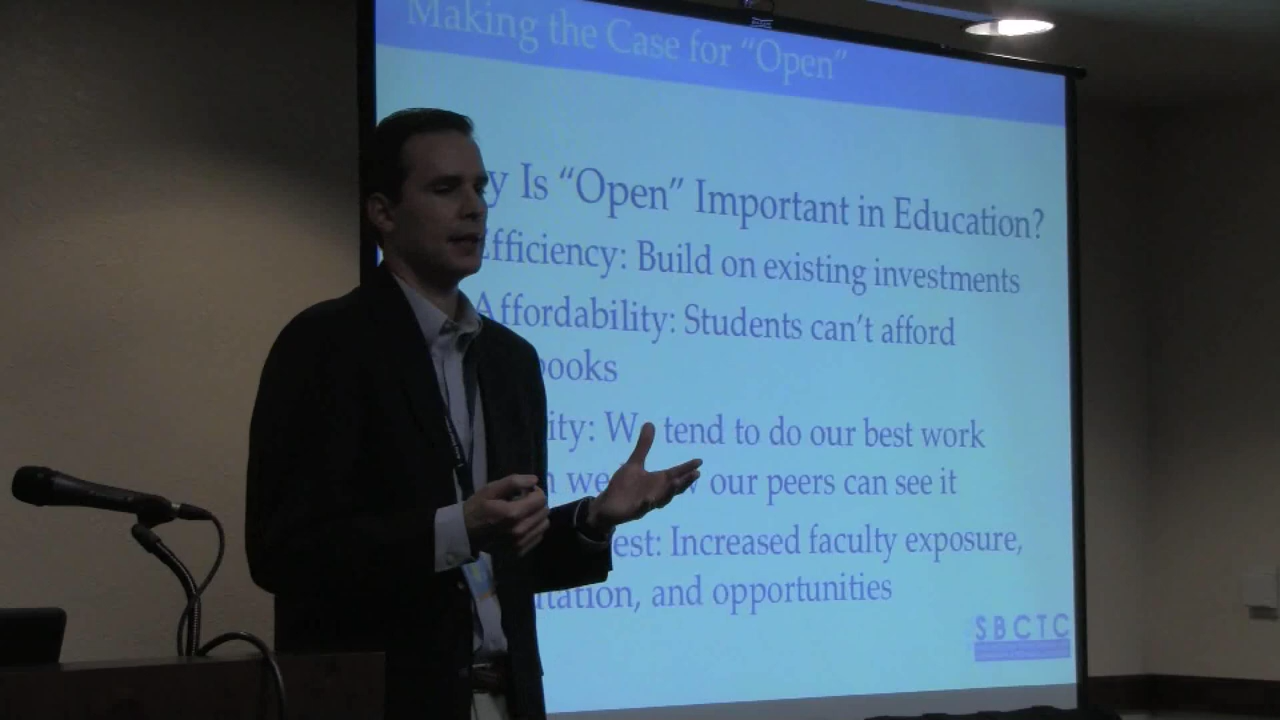 Making the Case for “Open”
y Is “Open” Important in Education?
Efficiency: Build on existing investments
Affordability: Students can’t afford
books
ity: We tend to do our best work
we our peers can see it
est: Increased faculty exposure,
tation, and opportunities
SBCTC